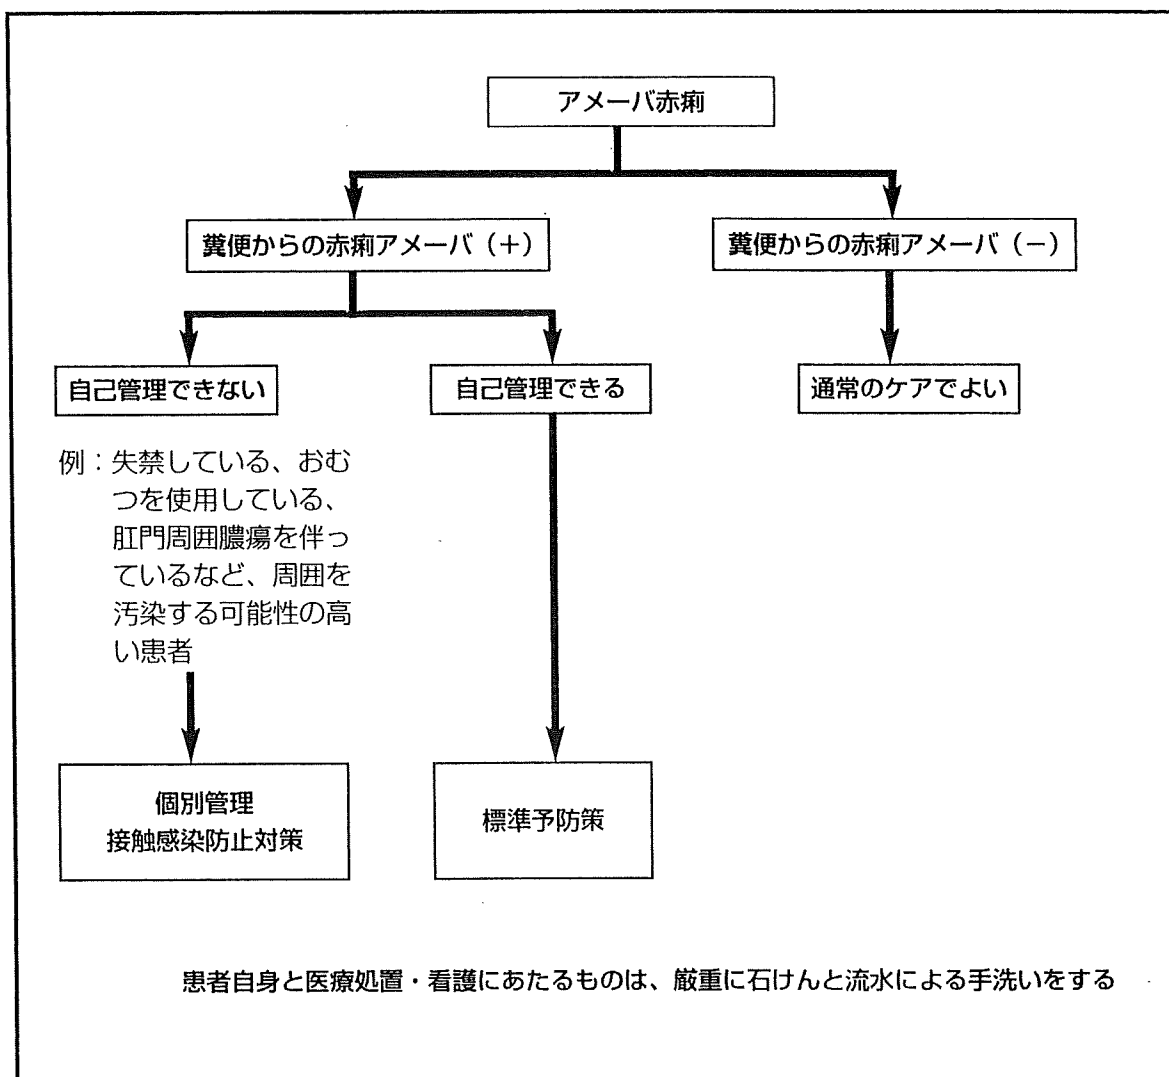 アメーバ赤痢
糞便からの赤痢アメーバ（＋）
糞便からの赤痢アメーバ（－）
自己管理できない
自己管理できる
通常のケアでよい
例：失禁している、おむ
つを使用している、
肛門周囲膿瘍を伴っ
ているなど、周囲を
汚染する可能性の高
い患者
個別管理
接触感染防止対策
標準予防策
患者自身と医療処置・看護にあたるものは、厳重に石けんと流水による手洗いをする